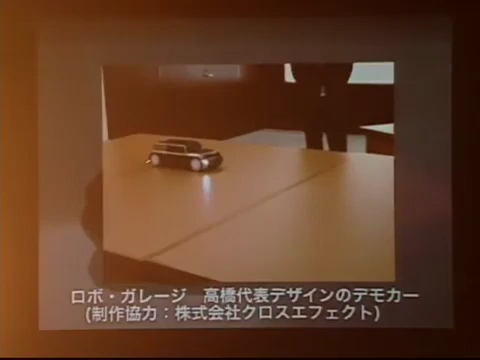 ロボ・ガレージ　高橋代表デザインのデモカー
(制作協力：株式会社クロスエフェクト)